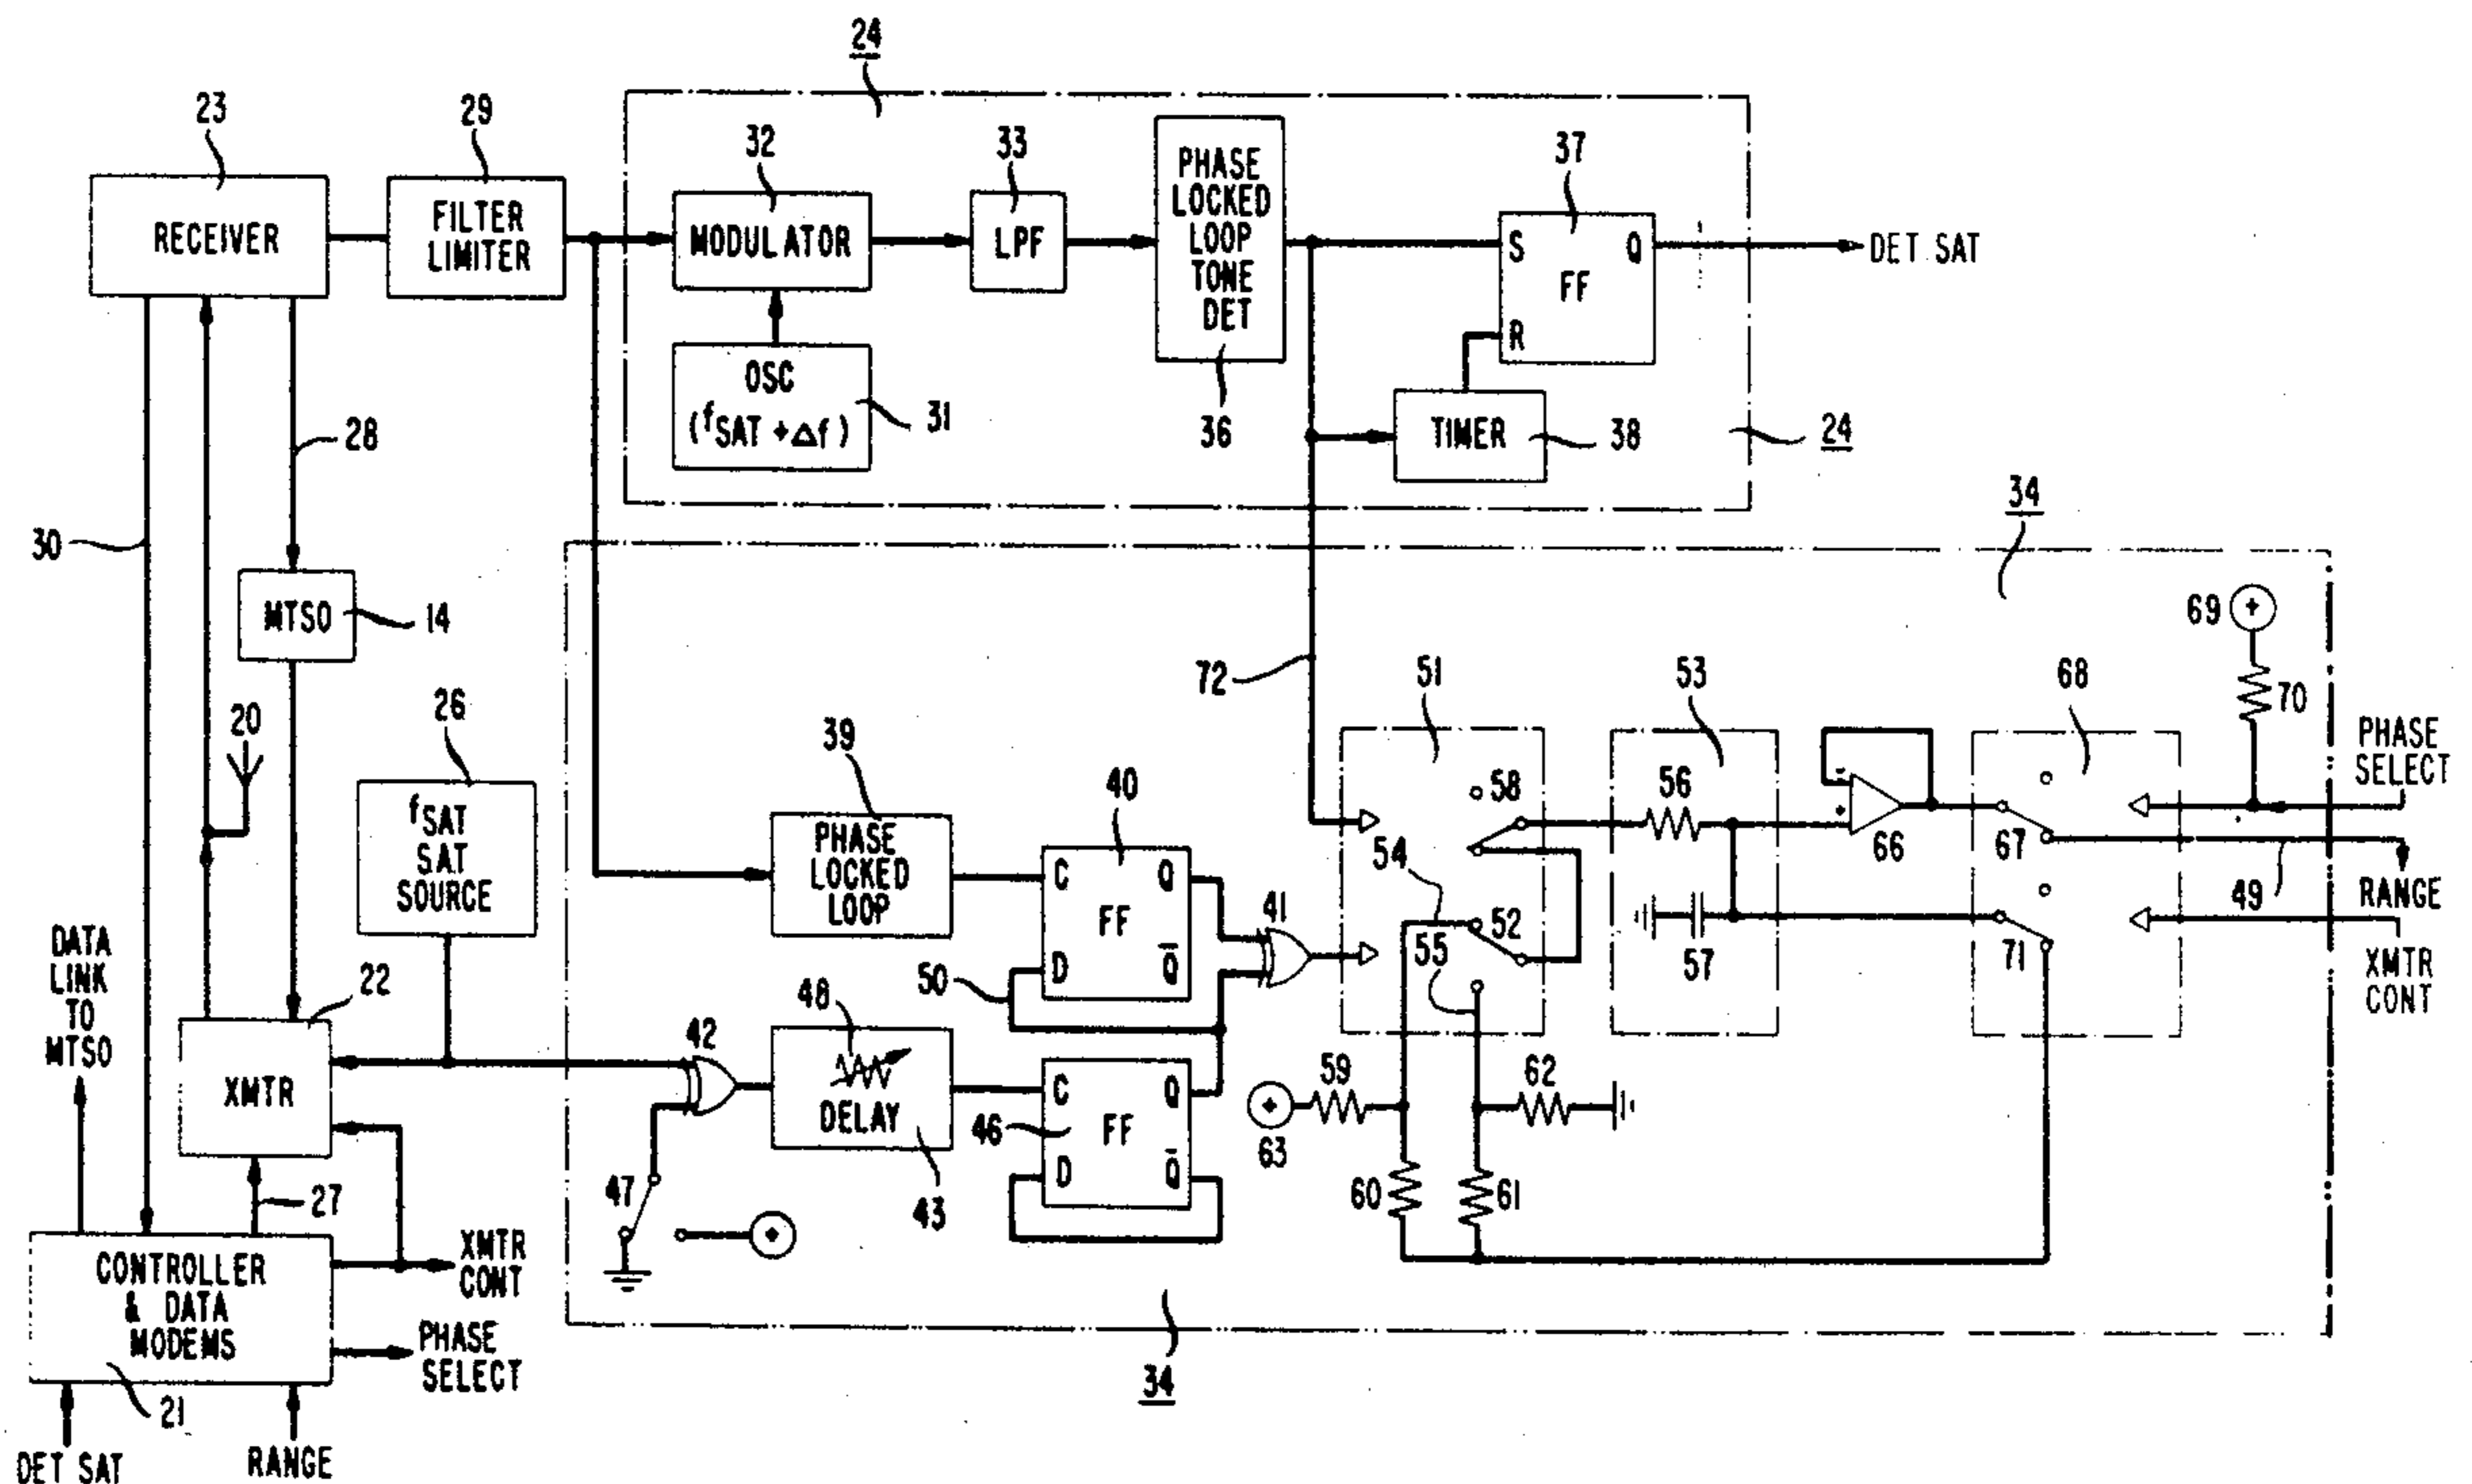 24
23
29
32
33
PHASE
LOCKED
LOOP
TONE
DET
37
RECEIVER
FILTER
LIMITER
MODULATOR
LPF
S
Q
FF
R
DET SAT
OSC
(fSAT + Δf)
31
36
TIMER
38
24
28
30
34
MTSO
14
69
+
72
51
53
68
70
20
26
39
PHASE
SELECT
fSAT
SAT
SOURCE
PHASE
LOCKED
LOOP
40
C
Q
FF
D
Q̄
41
58
54
52
55
56
57
-
+
66
67
71
49
RANGE
XMTR
CONT
DATA
LINK
TO
MTSO
22
XMTR
50
42
48
DELAY
43
C
Q
46
FF
D
Q̄
59
62
+
63
60
61
47
+
27
XMTR
CONT
CONTROLLER
& DATA
MODEMS
PHASE
SELECT
34
21
DET SAT
RANGE